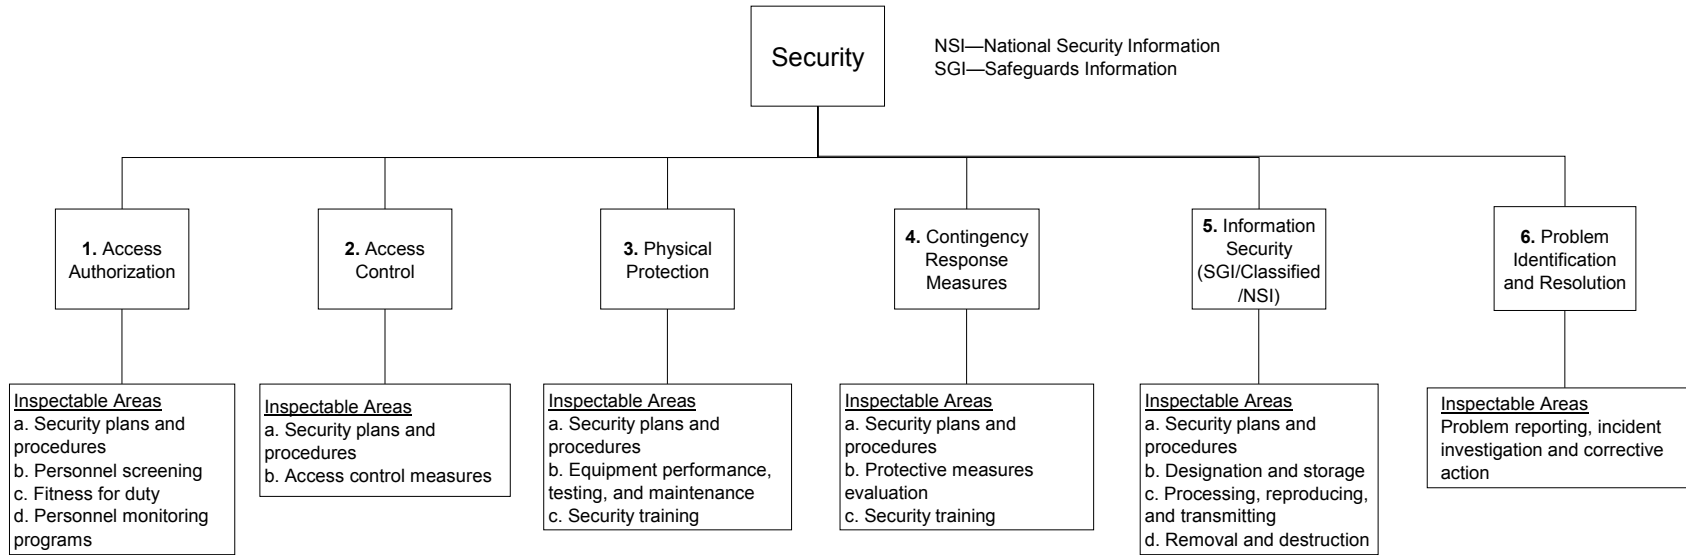 Security
NSI—National Security Information
SGI—Safeguards Information
1. Access
Authorization
2. Access
Control
3. Physical
Protection
4. Contingency
Response
Measures
5. Information
Security
(SGI/Classified
/NSI)
6. Problem
Identification
and Resolution
Inspectable Areas
a. Security plans and
procedures
b. Personnel screening
c. Fitness for duty
d. Personnel monitoring
programs
Inspectable Areas
a. Security plans and
procedures
b. Access control measures
Inspectable Areas
a. Security plans and
procedures
b. Equipment performance,
testing, and maintenance
c. Security training
Inspectable Areas
a. Security plans and
procedures
b. Protective measures
evaluation
c. Security training
Inspectable Areas
a. Security plans and
procedures
b. Designation and storage
c. Processing, reproducing,
and transmitting
d. Removal and destruction
Inspectable Areas
Problem reporting, incident
investigation and corrective
action